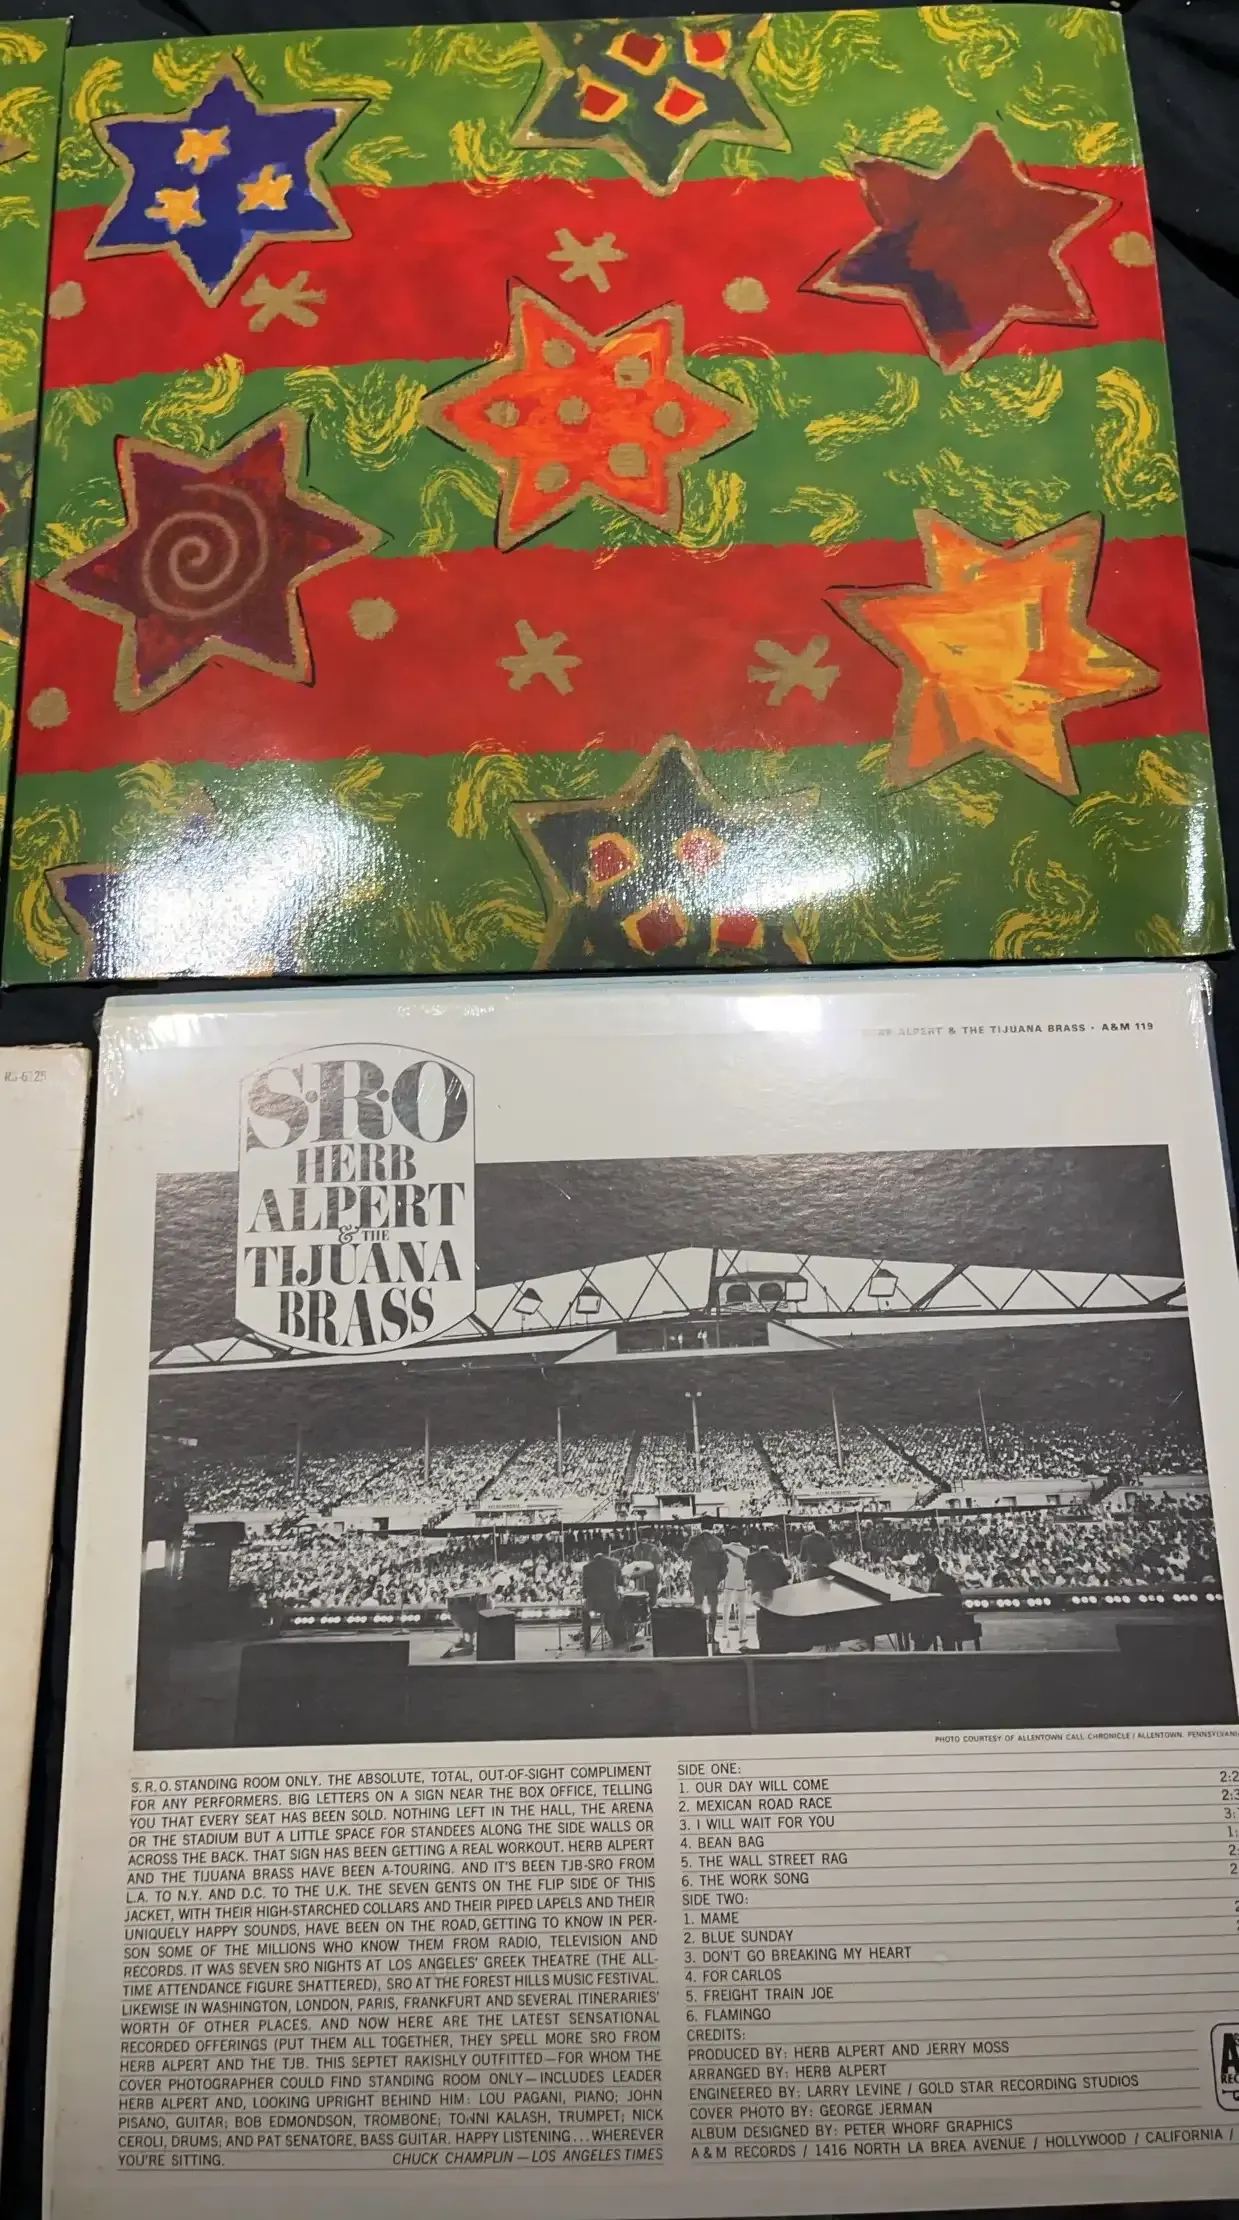 ALPERT & THE TIJUANA BRASS · A&M 119
S·R·O
HERB
ALPERT
& THE
TIJUANA
BRASS
PHOTO COURTESY OF ALLENTOWN CALL CHRONICLE / ALLENTOWN, PENNSYLVANI
S.R.O. STANDING ROOM ONLY. THE ABSOLUTE, TOTAL, OUT-OF-SIGHT COMPLIMENT
FOR ANY PERFORMERS. BIG LETTERS ON A SIGN NEAR THE BOX OFFICE, TELLING
YOU THAT EVERY SEAT HAS BEEN SOLD. NOTHING LEFT IN THE HALL, THE ARENA
OR THE STADIUM BUT A LITTLE SPACE FOR STANDEES ALONG THE SIDE WALLS OR
ACROSS THE BACK. THAT SIGN HAS BEEN GETTING A REAL WORKOUT. HERB ALPERT
AND THE TIJUANA BRASS HAVE BEEN A-TOURING. AND IT'S BEEN TJB-SRO FROM
L.A. TO N.Y. AND D.C. TO THE U.K. THE SEVEN GENTS ON THE FLIP SIDE OF THIS
JACKET, WITH THEIR HIGH-STARCHED COLLARS AND THEIR PIPED LAPELS AND THEIR
UNIQUELY HAPPY SOUNDS, HAVE BEEN ON THE ROAD, GETTING TO KNOW IN PER-
SON SOME OF THE MILLIONS WHO KNOW THEM FROM RADIO, TELEVISION AND
RECORDS. IT WAS SEVEN SRO NIGHTS AT LOS ANGELES' GREEK THEATRE (THE ALL-
TIME ATTENDANCE FIGURE SHATTERED), SRO AT THE FOREST HILLS MUSIC FESTIVAL.
LIKEWISE IN WASHINGTON, LONDON, PARIS, FRANKFURT AND SEVERAL ITINERARIES'
WORTH OF OTHER PLACES. AND NOW HERE ARE THE LATEST SENSATIONAL
RECORDED OFFERINGS (PUT THEM ALL TOGETHER, THEY SPELL MORE SRO FROM
HERB ALPERT AND THE TJB. THIS SEPTET RAKISHLY OUTFITTED—FOR WHOM THE
COVER PHOTOGRAPHER COULD FIND STANDING ROOM ONLY—INCLUDES LEADER
HERB ALPERT AND, LOOKING UPRIGHT BEHIND HIM: LOU PAGANI, PIANO; JOHN
PISANO, GUITAR; BOB EDMONDSON, TROMBONE; TONNI KALASH, TRUMPET; NICK
CEROLI, DRUMS; AND PAT SENATORE, BASS GUITAR. HAPPY LISTENING...WHEREVER
YOU'RE SITTING. CHUCK CHAMPLIN—LOS ANGELES TIMES
SIDE ONE:
1. OUR DAY WILL COME
2. MEXICAN ROAD RACE
3. I WILL WAIT FOR YOU
4. BEAN BAG
5. THE WALL STREET RAG
6. THE WORK SONG
SIDE TWO:
1. MAME
2. BLUE SUNDAY
3. DON'T GO BREAKING MY HEART
4. FOR CARLOS
5. FREIGHT TRAIN JOE
6. FLAMINGO
CREDITS:
PRODUCED BY: HERB ALPERT AND JERRY MOSS
ARRANGED BY: HERB ALPERT
ENGINEERED BY: LARRY LEVINE / GOLD STAR RECORDING STUDIOS
COVER PHOTO BY: GEORGE JERMAN
ALBUM DESIGNED BY: PETER WHORF GRAPHICS
A & M RECORDS / 1416 NORTH LA BREA AVENUE / HOLLYWOOD / CALIFORNIA /